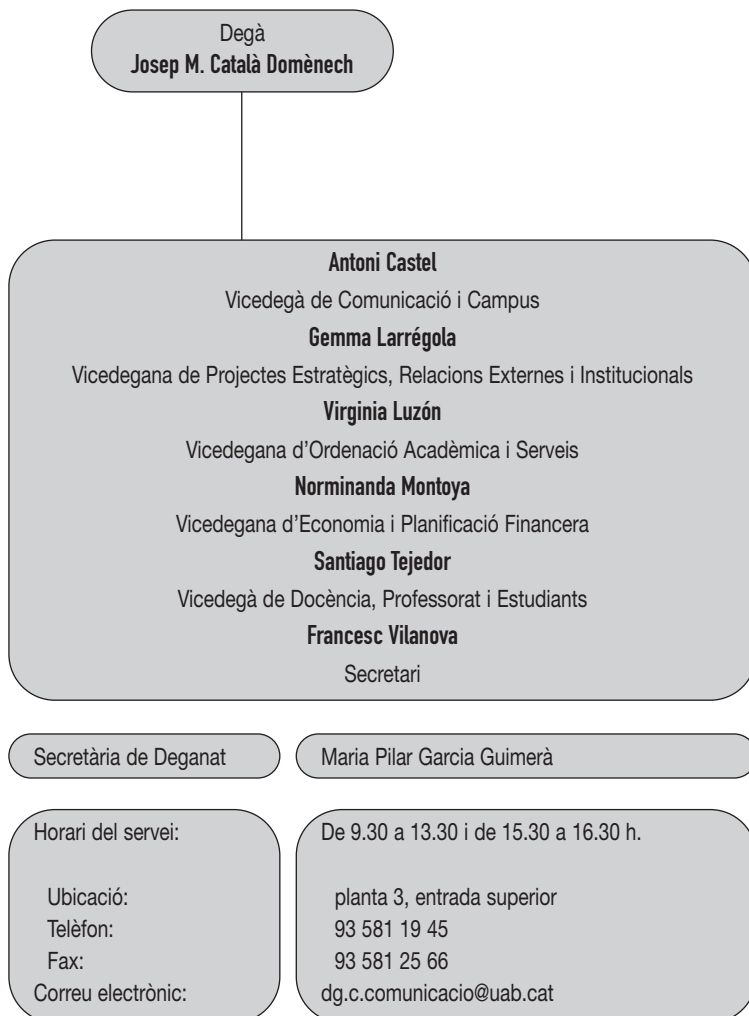 Degà
Josep M. Català Domènech
Antoni Castel
Vicedegà de Comunicació i Campus
Gemma Larrégola
Vicedegana de Projectes Estratègics, Relacions Externes i Institucionals
Virginia Luzón
Vicedegana d’Ordenació Acadèmica i Serveis
Norminanda Montoya
Vicedegana d’Economia i Planificació Financera
Santiago Tejedor
Vicedegà de Docència, Professorat i Estudiants
Francesc Vilanova
Secretari
Secretària de Deganat Maria Pilar Garcia Guimerà
Horari del servei: De 9.30 a 13.30 i de 15.30 a 16.30 h.
Ubicació: planta 3, entrada superior
Telèfon: 93 581 19 45
Fax: 93 581 25 66
Correu electrònic: dg.c.comunicacio@uab.cat